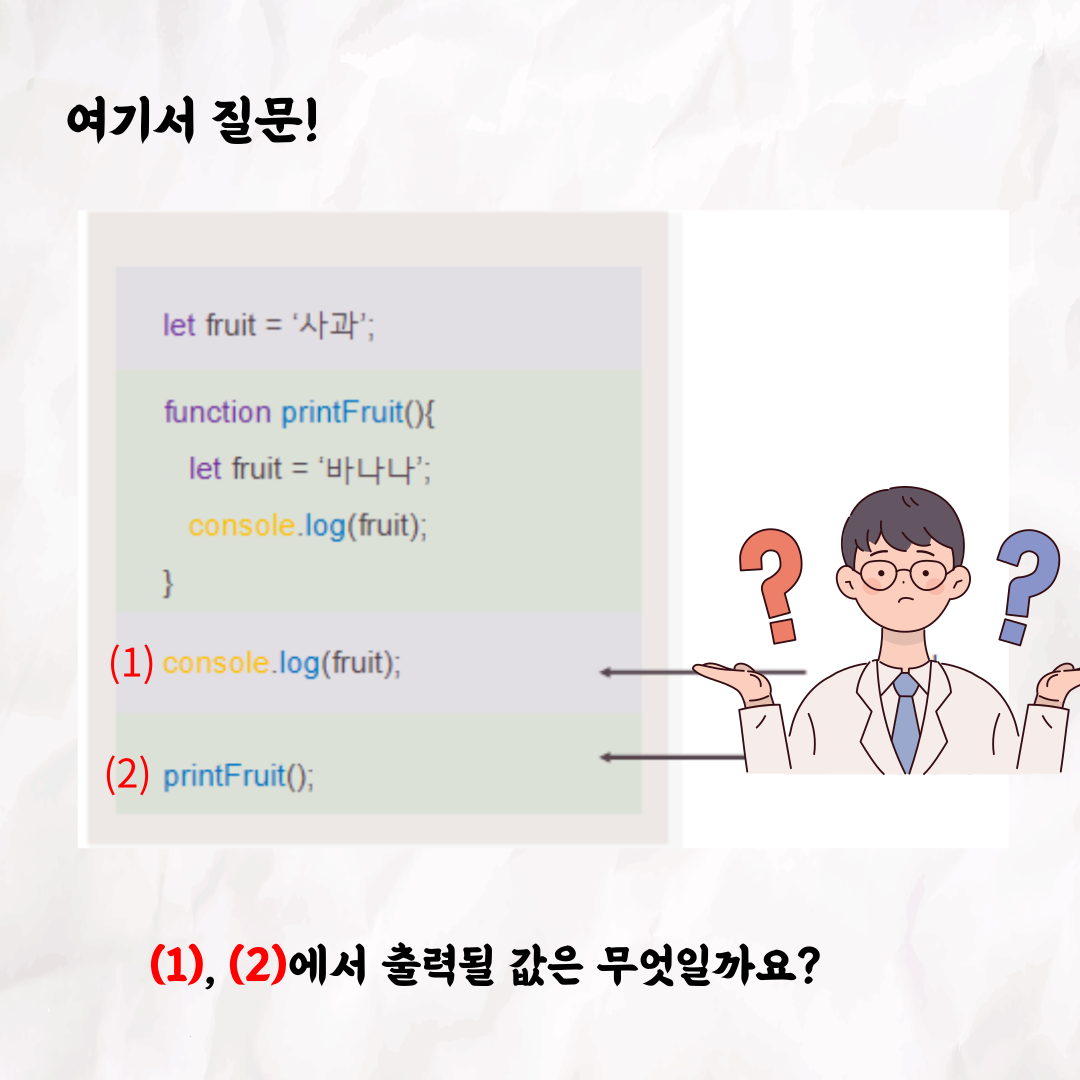 여기서 질문!
let fruit = ‘사과’;
function printFruit(){
let fruit = ‘바나나’;
console.log(fruit);
}
(1) console.log(fruit);
(2) printFruit();
(1), (2)에서 출력될 값은 무엇일까요?